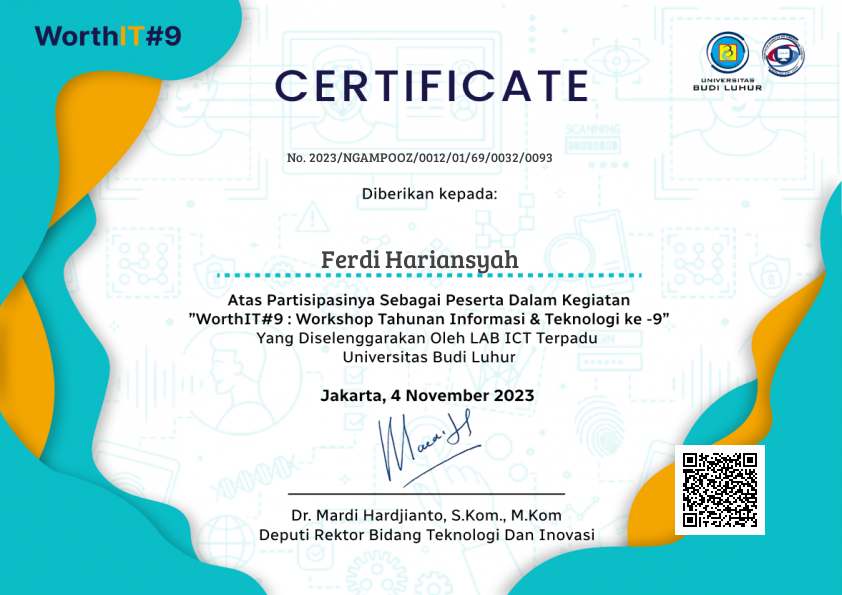 WorthIT#9
UNIVERSITAS
BUDI LUHUR
CERTIFICATE
SCANNING
No. 2023/NGAMPOOZ/0012/01/69/0032/0093
Diberikan kepada:
Ferdi Hariansyah
Atas Partisipasinya Sebagai Peserta Dalam Kegiatan
”WorthIT#9 : Workshop Tahunan Informasi & Teknologi ke -9”
Yang Diselenggarakan Oleh LAB ICT Terpadu
Universitas Budi Luhur
Jakarta, 4 November 2023
Dr. Mardi Hardjianto, S.Kom., M.Kom
Deputi Rektor Bidang Teknologi Dan Inovasi